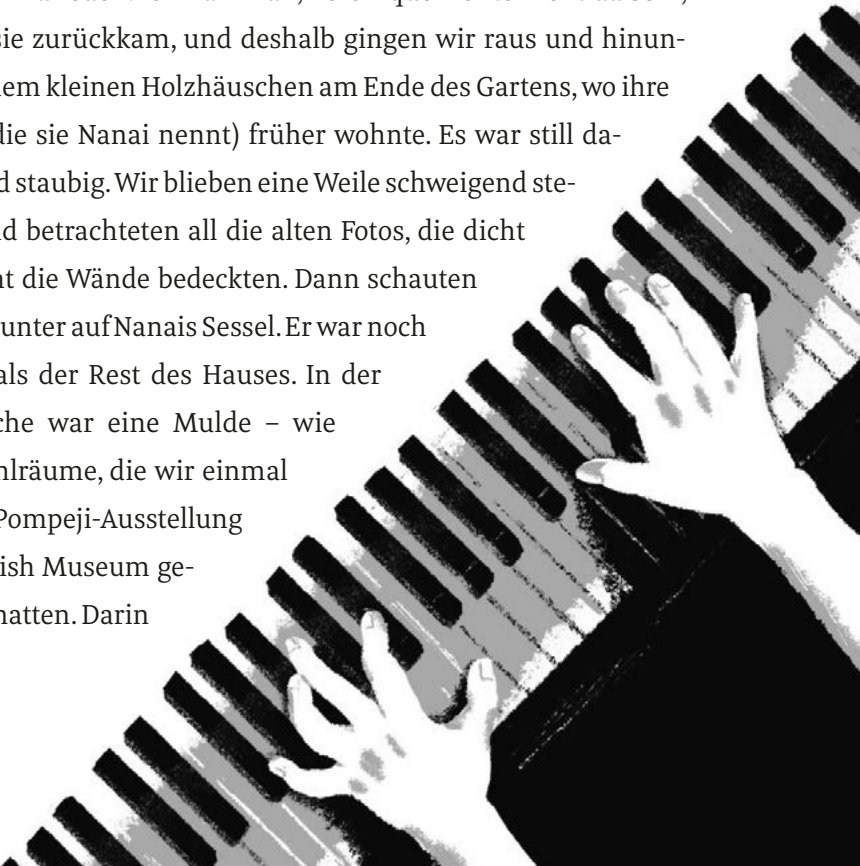 sie zurückkam, und deshalb gingen wir raus und hinun-
em kleinen Holzhäuschen am Ende des Gartens, wo ihre
die sie Nanai nennt) früher wohnte. Es war still da-
d staubig. Wir blieben eine Weile schweigend ste-
d betrachteten all die alten Fotos, die dicht
ht die Wände bedeckten. Dann schauten
unter auf Nanais Sessel. Er war noch
als der Rest des Hauses. In der
che war eine Mulde – wie
hlräume, die wir einmal
Pompeji-Ausstellung
ish Museum ge-
hatten. Darin